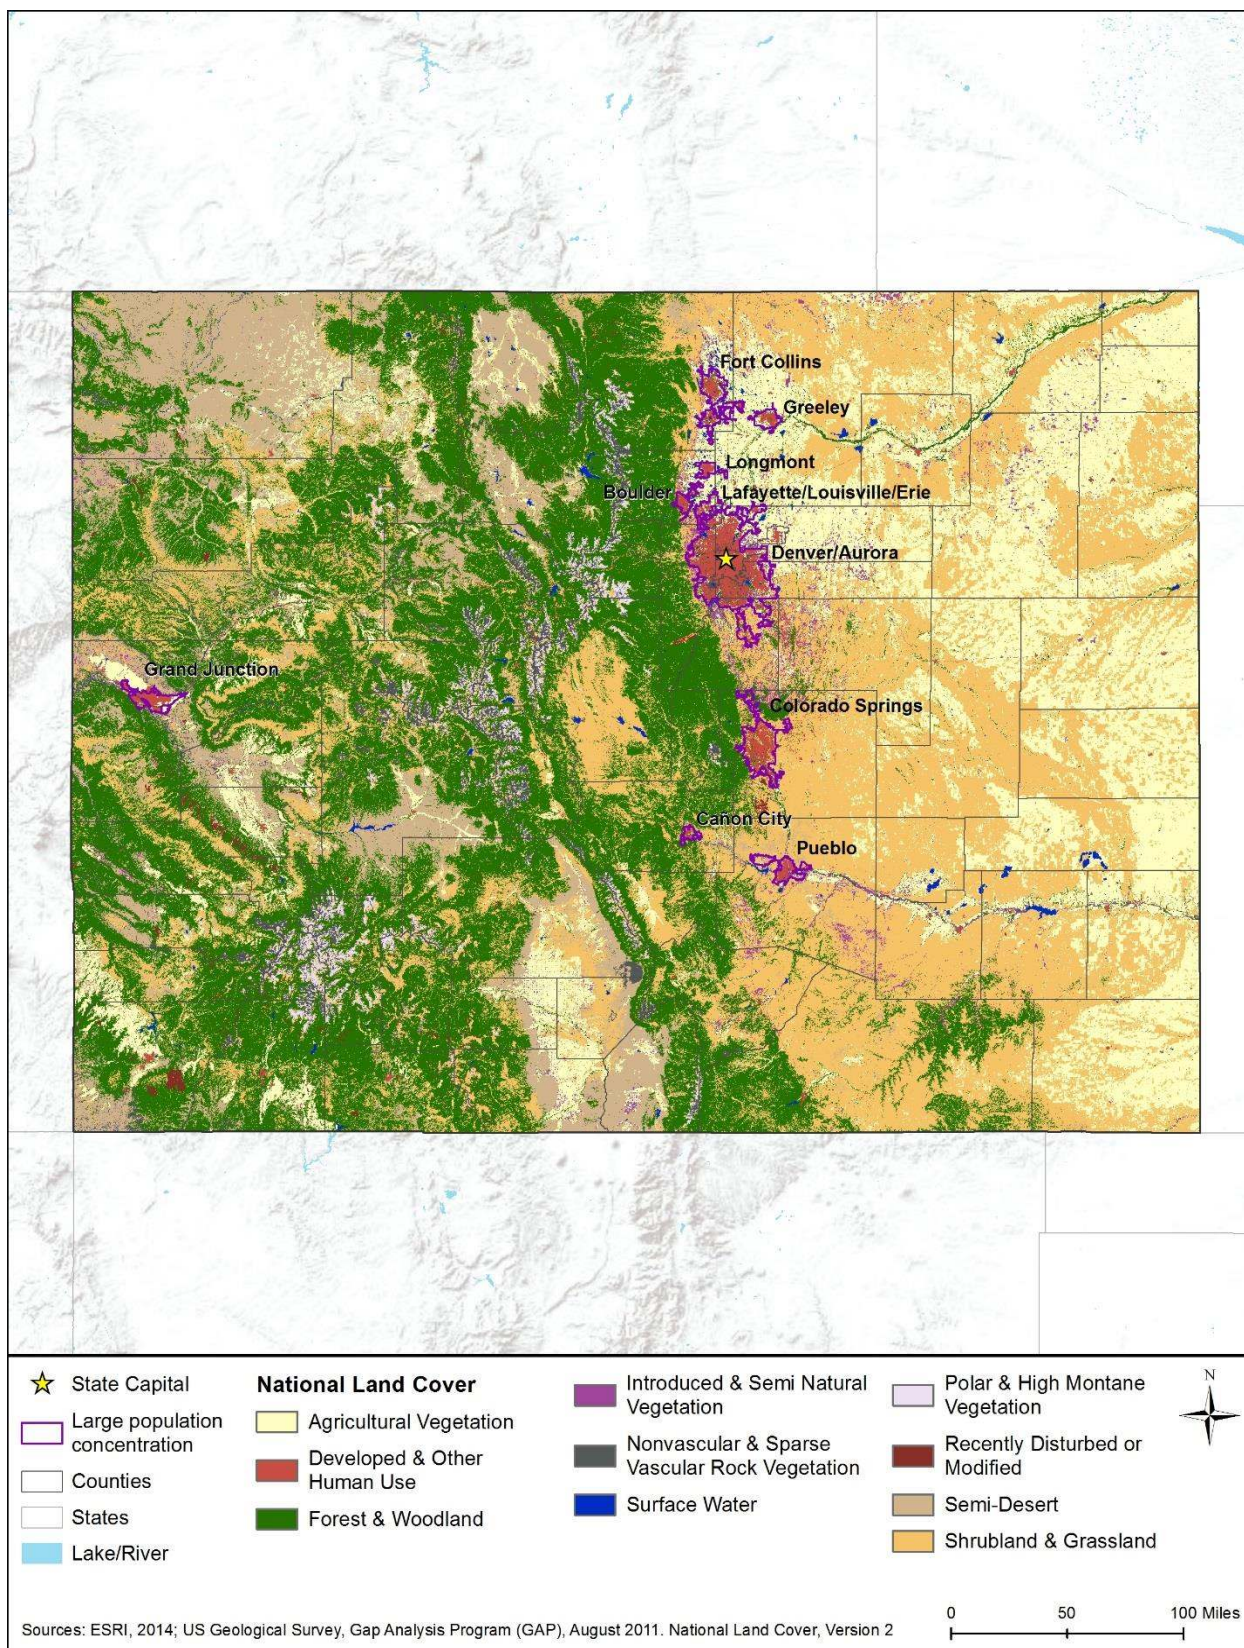 Fort Collins
Greeley
Longmont
Boulder
Lafayette/Louisville/Erie
Denver/Aurora
Grand Junction
Colorado Springs
Cañon City
Pueblo
State Capital
Large population
concentration
Counties
States
Lake/River
National Land Cover
Agricultural Vegetation
Developed & Other
Human Use
Forest & Woodland
Introduced & Semi Natural
Vegetation
Nonvascular & Sparse
Vascular Rock Vegetation
Surface Water
Polar & High Montane
Vegetation
Recently Disturbed or
Modified
Semi-Desert
Shrubland & Grassland
N
0 50 100 Miles
Sources: ESRI, 2014; US Geological Survey, Gap Analysis Program (GAP), August 2011. National Land Cover, Version 2